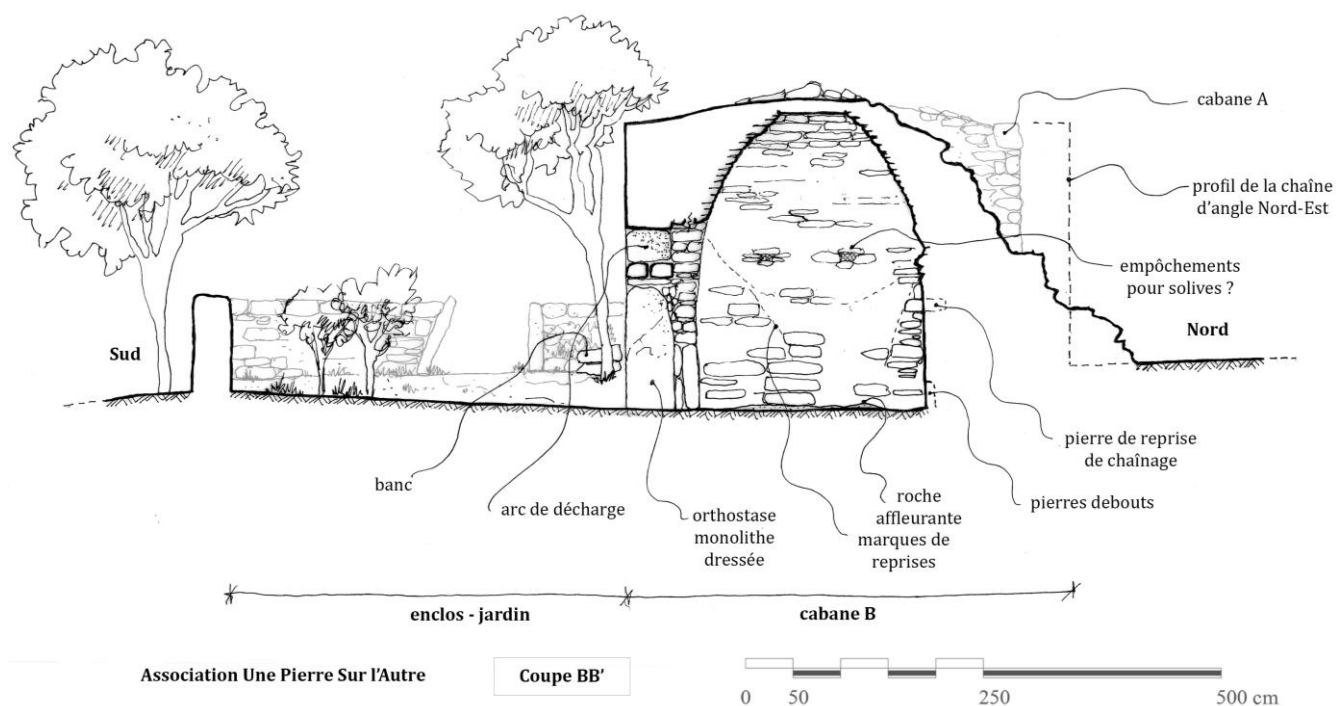 cabane A
profil de la chaîne
d'angle Nord-Est
empôchements
pour solives ?
Nord
Sud
pierre de reprise
de chaînage
banc
arc de décharge
orthostase
monolithe
dressée
marques de
reprises
roche
affleurante
pierres debouts
enclos - jardin
cabane B
Association Une Pierre Sur l'Autre
Coupe BB'
0 50 250 500 cm